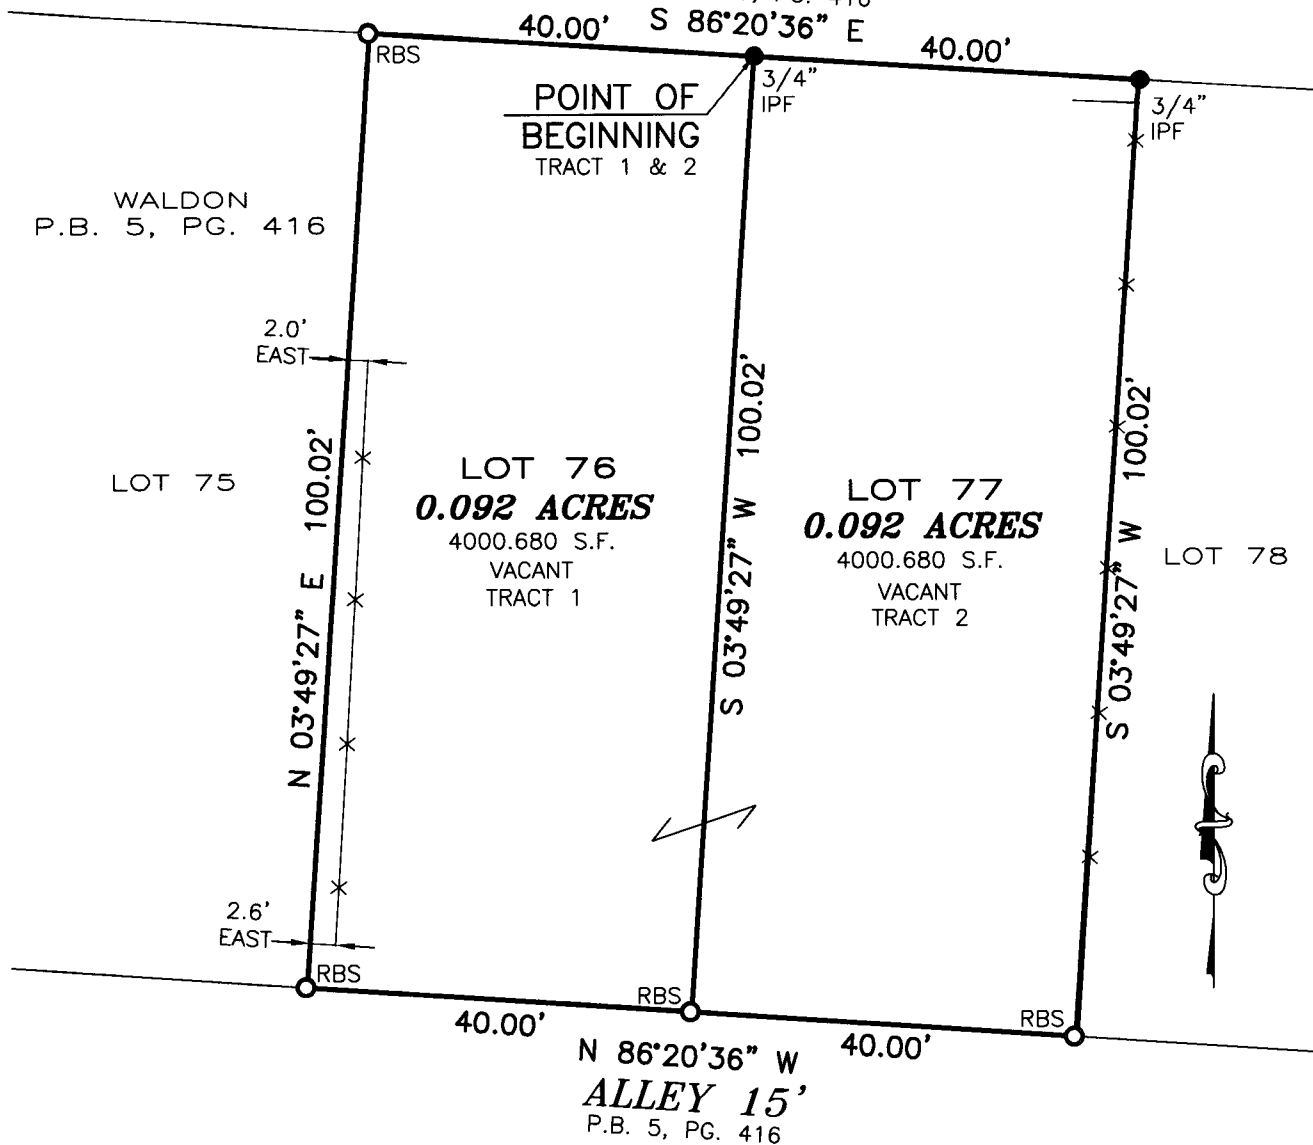 S 86°20'36" E
40.00'
40.00'
RBS
3/4"
IPF
3/4"
IPF
POINT OF
BEGINNING
TRACT 1 & 2
WALDON
P.B. 5, PG. 416
2.0'
EAST
LOT 75
N 03°49'27" E 100.02'
LOT 76
0.092 ACRES
4000.680 S.F.
VACANT
TRACT 1
S 03°49'27" W 100.02'
LOT 77
0.092 ACRES
4000.680 S.F.
VACANT
TRACT 2
S 03°49'27" W 100.02'
LOT 78
2.6'
EAST
RBS
RBS
RBS
40.00'
40.00'
N 86°20'36" W
ALLEY 15'
P.B. 5, PG. 416